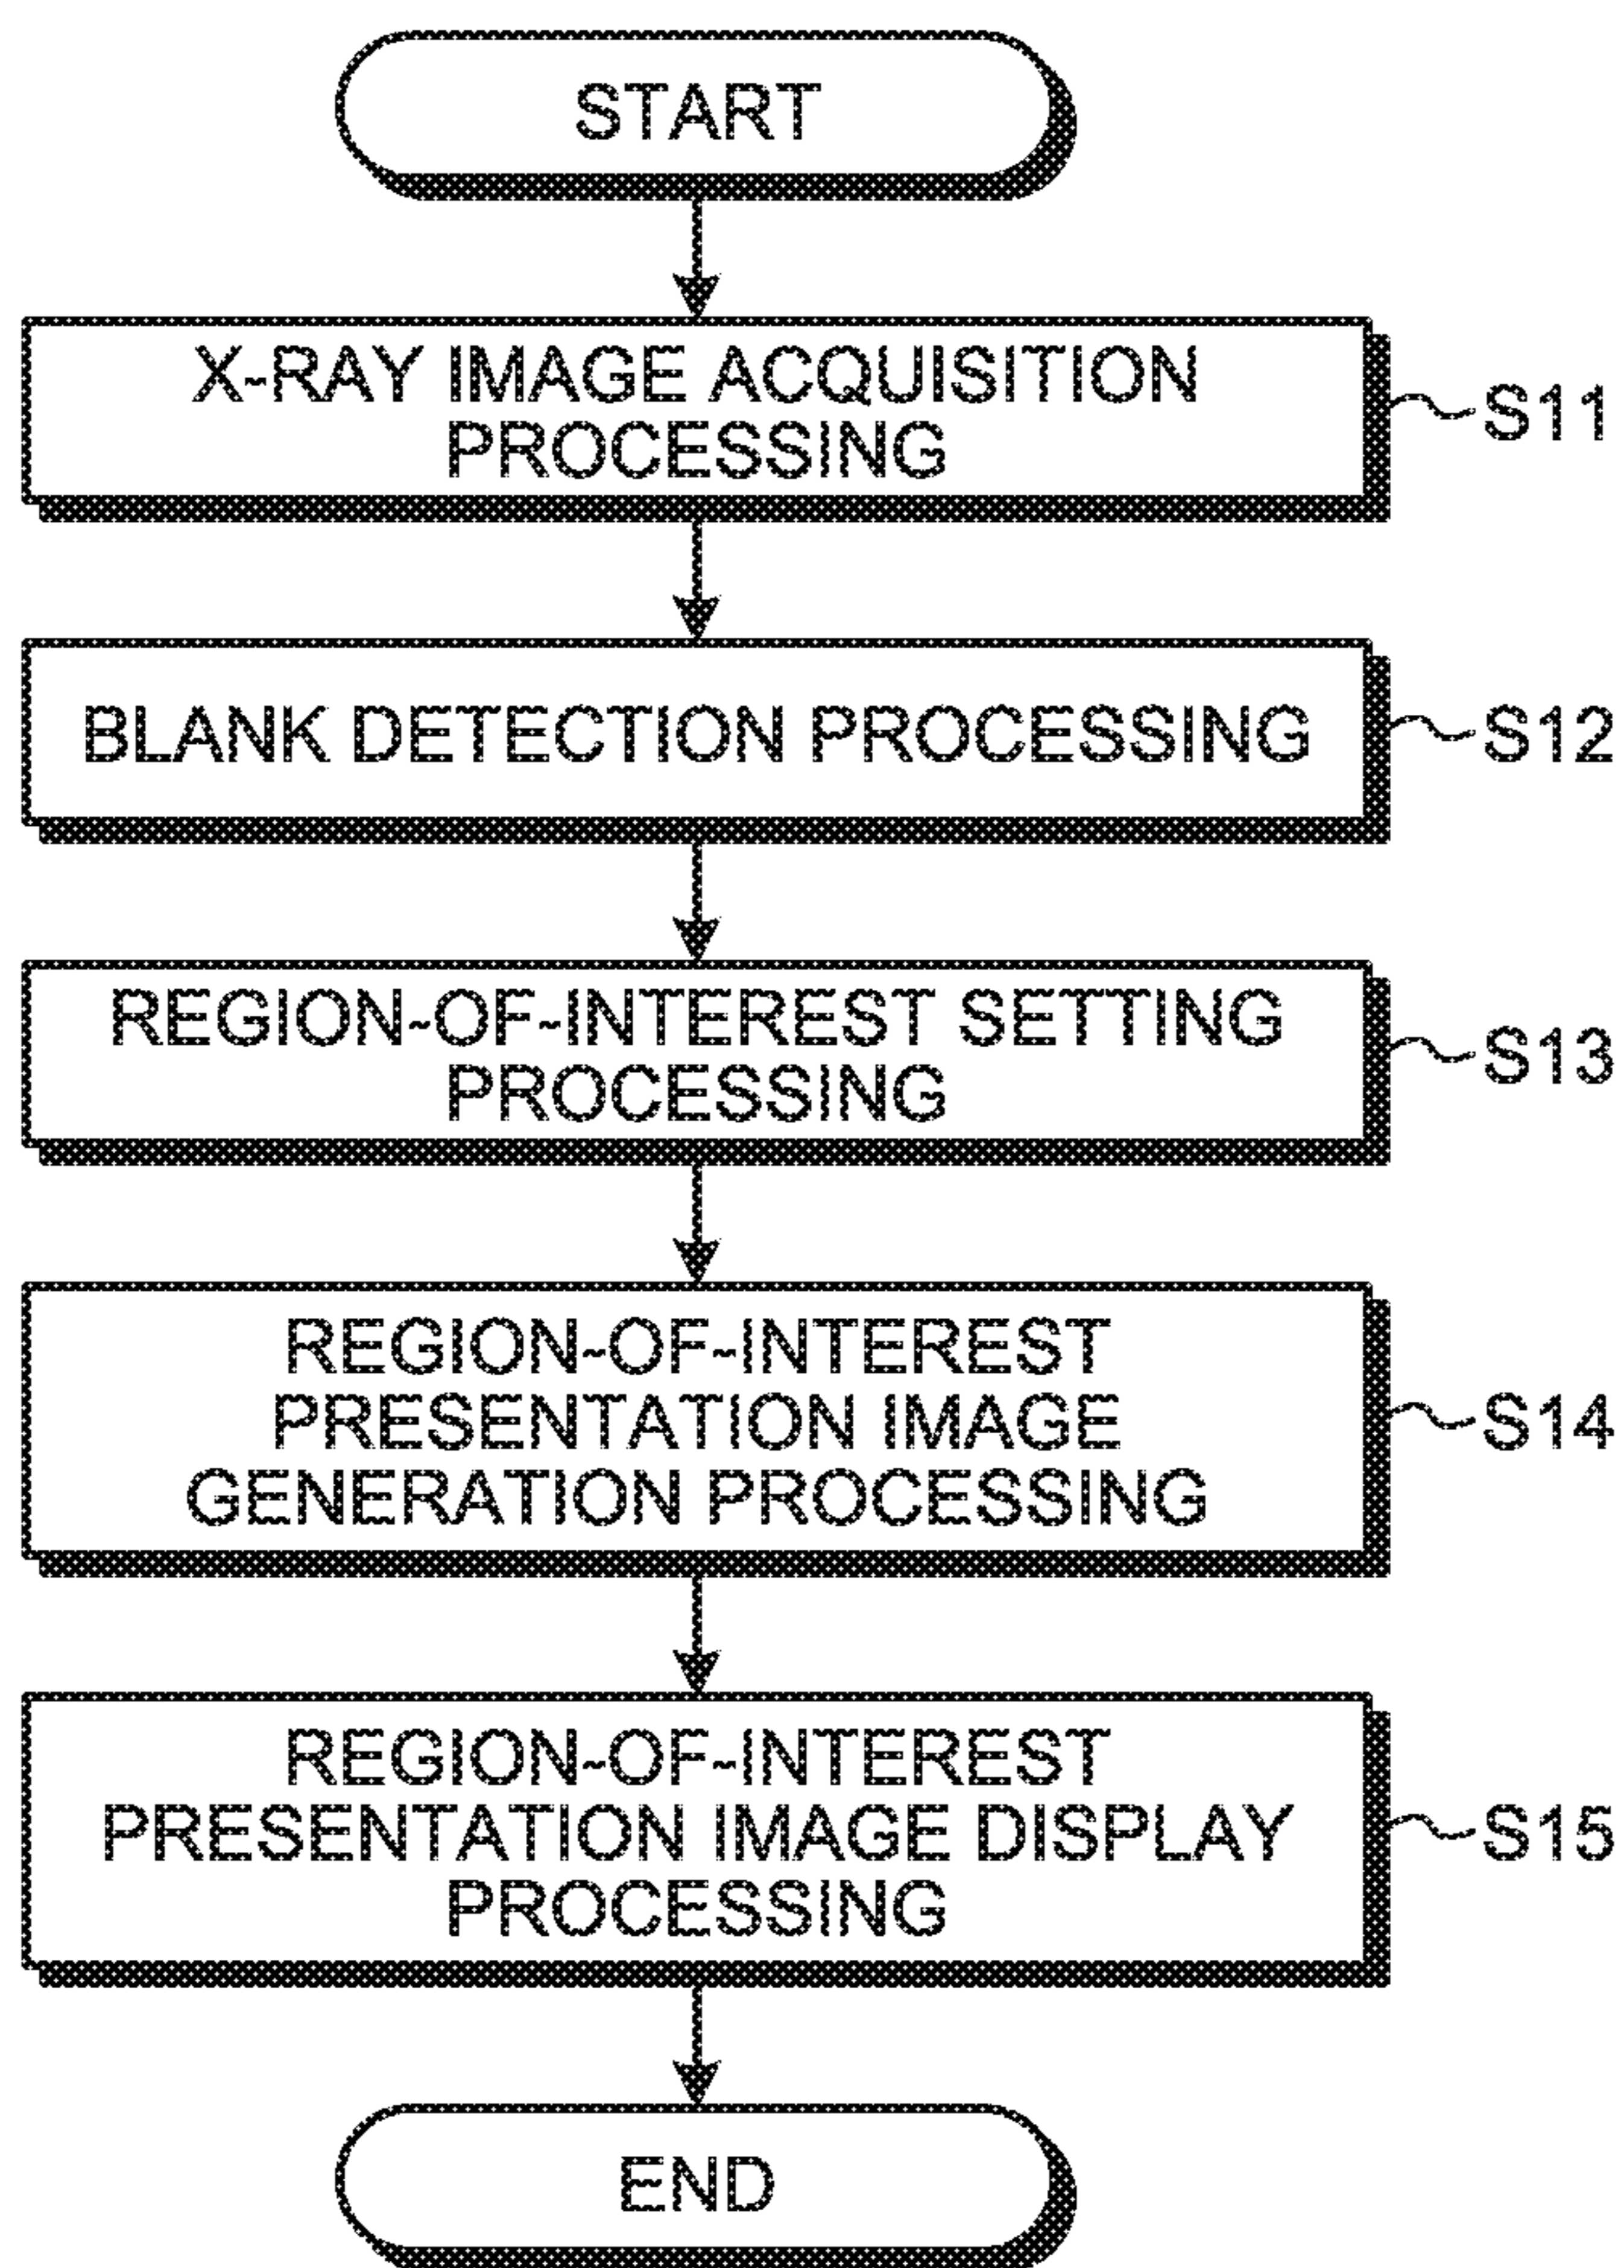 START
X-RAY IMAGE ACQUISITION
PROCESSING
S11
BLANK DETECTION PROCESSING
S12
REGION-OF-INTEREST SETTING
PROCESSING
S13
REGION-OF-INTEREST
PRESENTATION IMAGE
GENERATION PROCESSING
S14
REGION-OF-INTEREST
PRESENTATION IMAGE DISPLAY
PROCESSING
S15
END